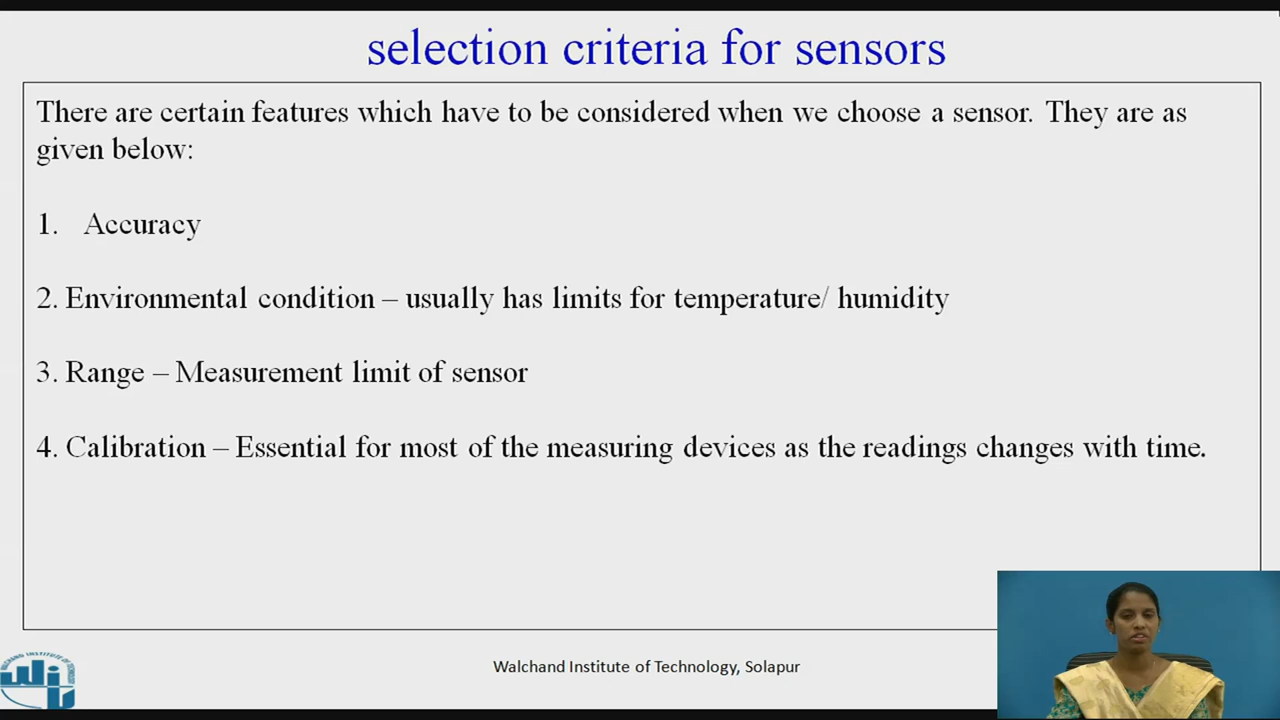 selection criteria for sensors
There are certain features which have to be considered when we choose a sensor. They are as
given below:
1. Accuracy
2. Environmental condition – usually has limits for temperature/ humidity
3. Range – Measurement limit of sensor
4. Calibration – Essential for most of the measuring devices as the readings changes with time.
Walchand Institute of Technology, Solapur